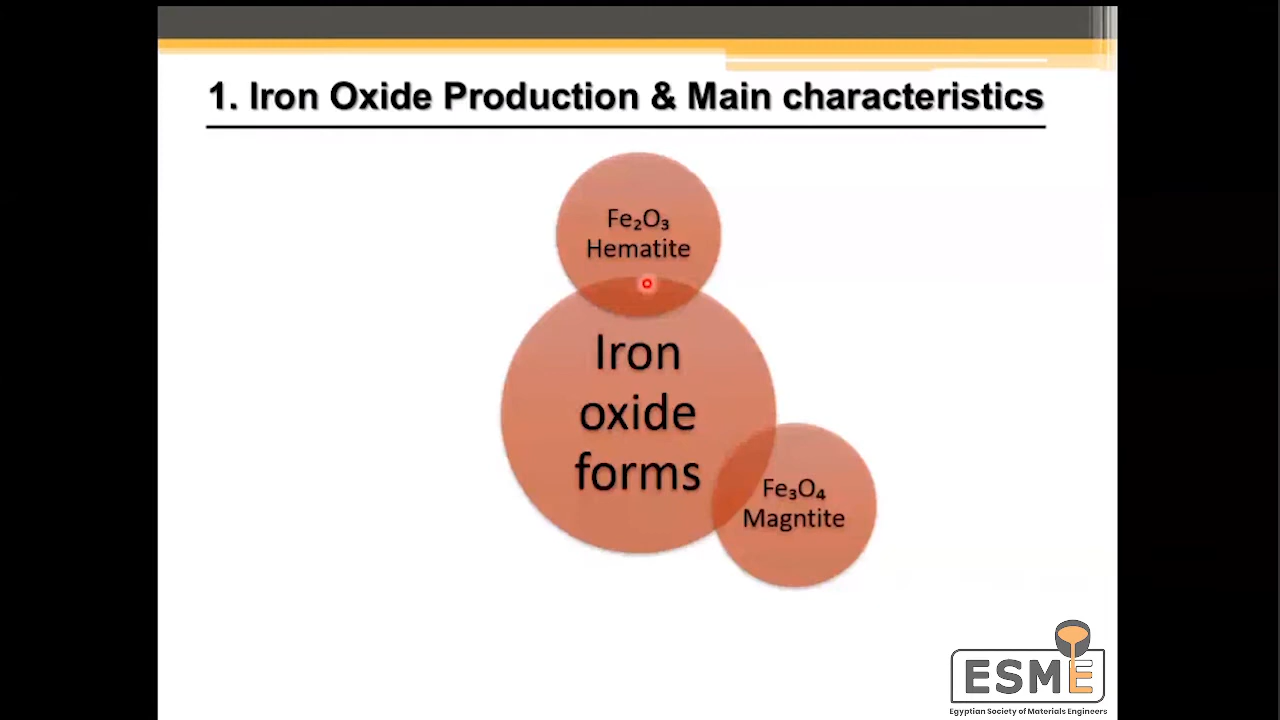 1. Iron Oxide Production & Main characteristics
Fe₂O₃
Hematite
Iron
oxide
forms
Fe₃O₄
Magntite
ESME
Egyptian Society of Materials Engineers